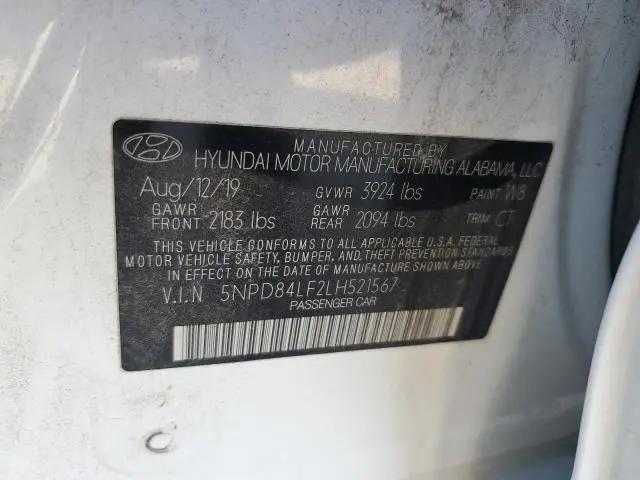 MANUFACTURED BY
HYUNDAI MOTOR MANUFACTURING ALABAMA, LLC
Aug/12/19 GVWR 3924 lbs PAINT W8
GAWR FRONT 2183 lbs GAWR REAR 2094 lbs TRIM CT
THIS VEHICLE CONFORMS TO ALL APPLICABLE U.S.A. FEDERAL
MOTOR VEHICLE SAFETY, BUMPER, AND THEFT PREVENTION
STANDARDS IN EFFECT ON THE DATE OF MANUFACTURE SHOWN ABOVE.
V.I.N 5NPD84LF2LH521567
PASSENGER CAR